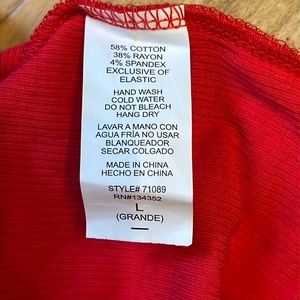 58% COTTON
38% RAYON
4% SPANDEX
EXCLUSIVE OF
ELASTIC
HAND WASH
COLD WATER
DO NOT BLEACH
HANG DRY
LAVAR A MANO CON
AGUA FRÍA NO USAR
BLANQUEADOR
SECAR COLGADO
MADE IN CHINA
HECHO EN CHINA
STYLE# 71089
RN#134352
L
(GRANDE)